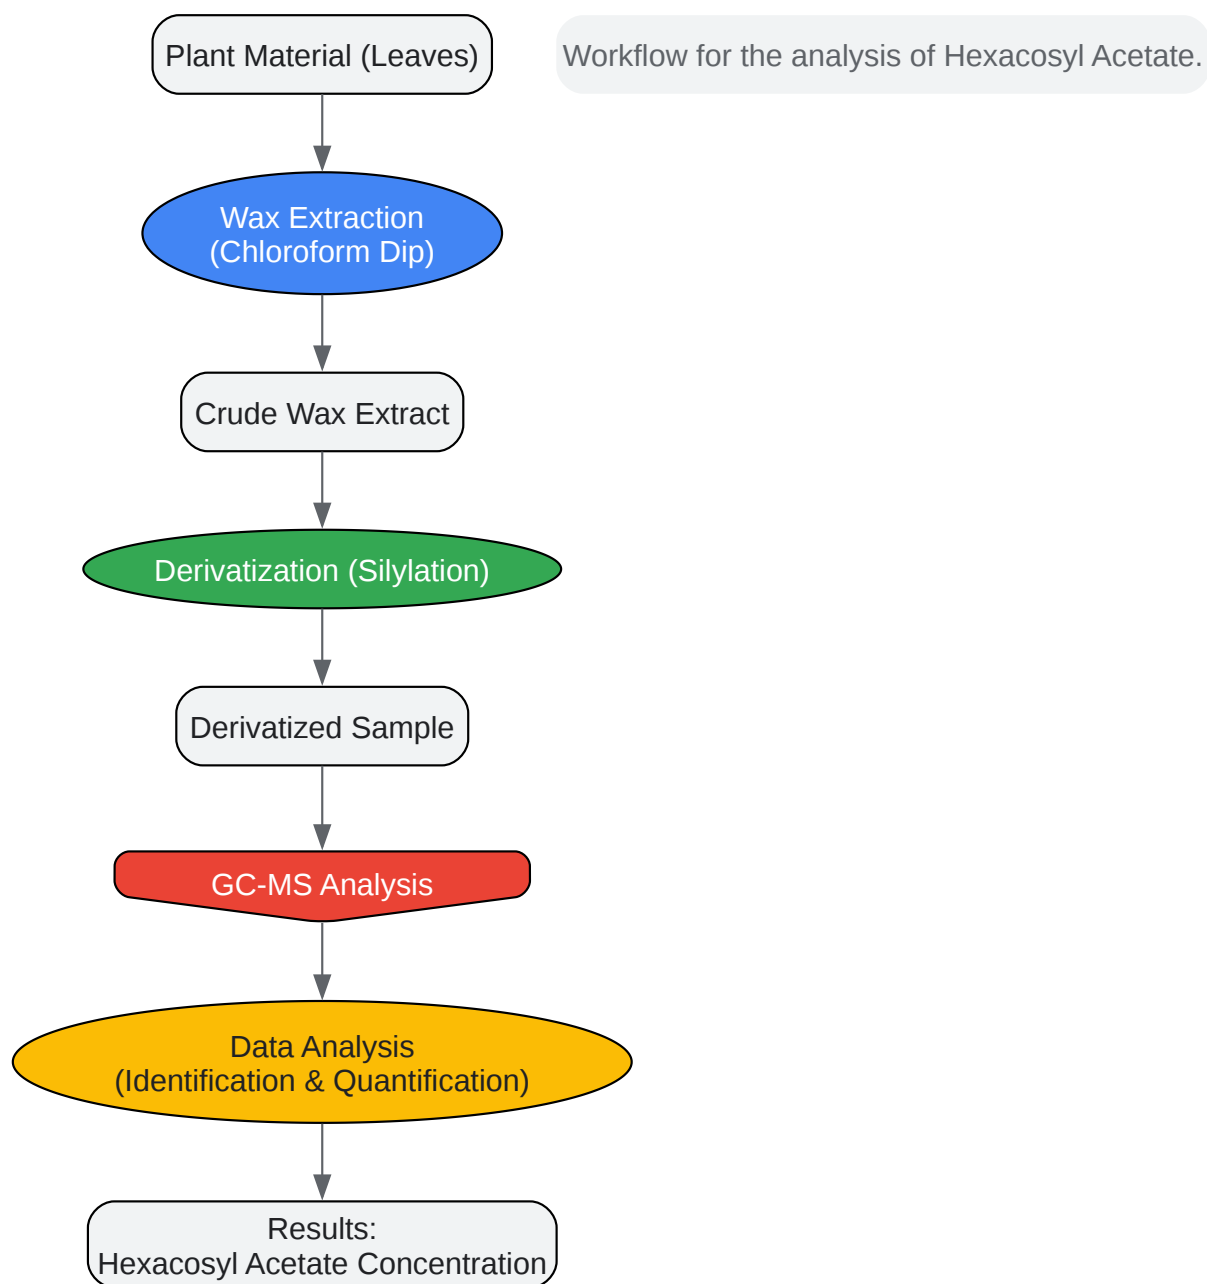 Plant Material (Leaves)
Workflow for the analysis of Hexacosyl Acetate.
Wax Extraction
(Chloroform Dip)
Crude Wax Extract
Derivatization (Silylation)
Derivatized Sample
GC-MS Analysis
Data Analysis
(Identification & Quantification)
Results:
Hexacosyl Acetate Concentration